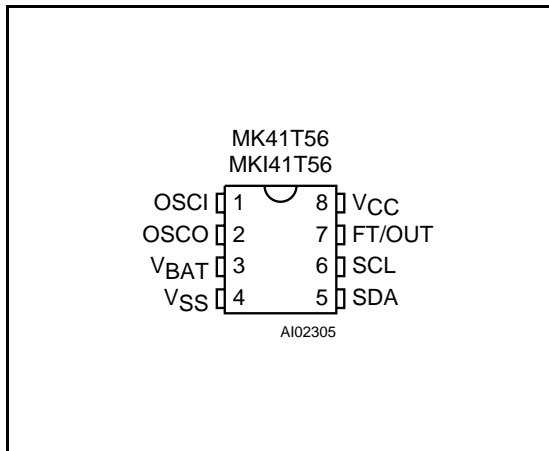 MK41T56
MKI41T56
OSCI 1 8 VCC
OSCO 2 7 FT/OUT
VBAT 3 6 SCL
VSS 4 5 SDA
AI02305